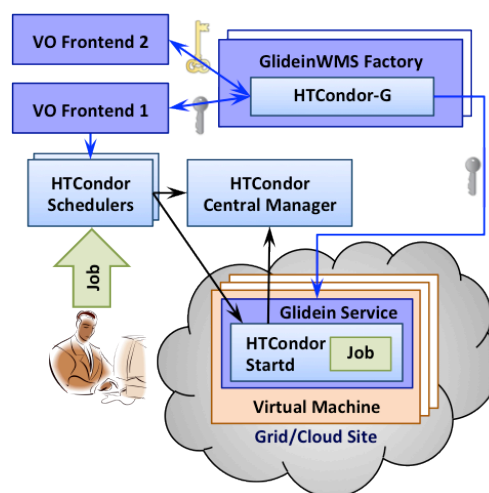 VO Frontend 2
GlideinWMS Factory
HTCondor-G
VO Frontend 1
HTCondor
Schedulers
HTCondor
Central Manager
Job
Glidein Service
HTCondor
Startd
Job
Virtual Machine
Grid/Cloud Site